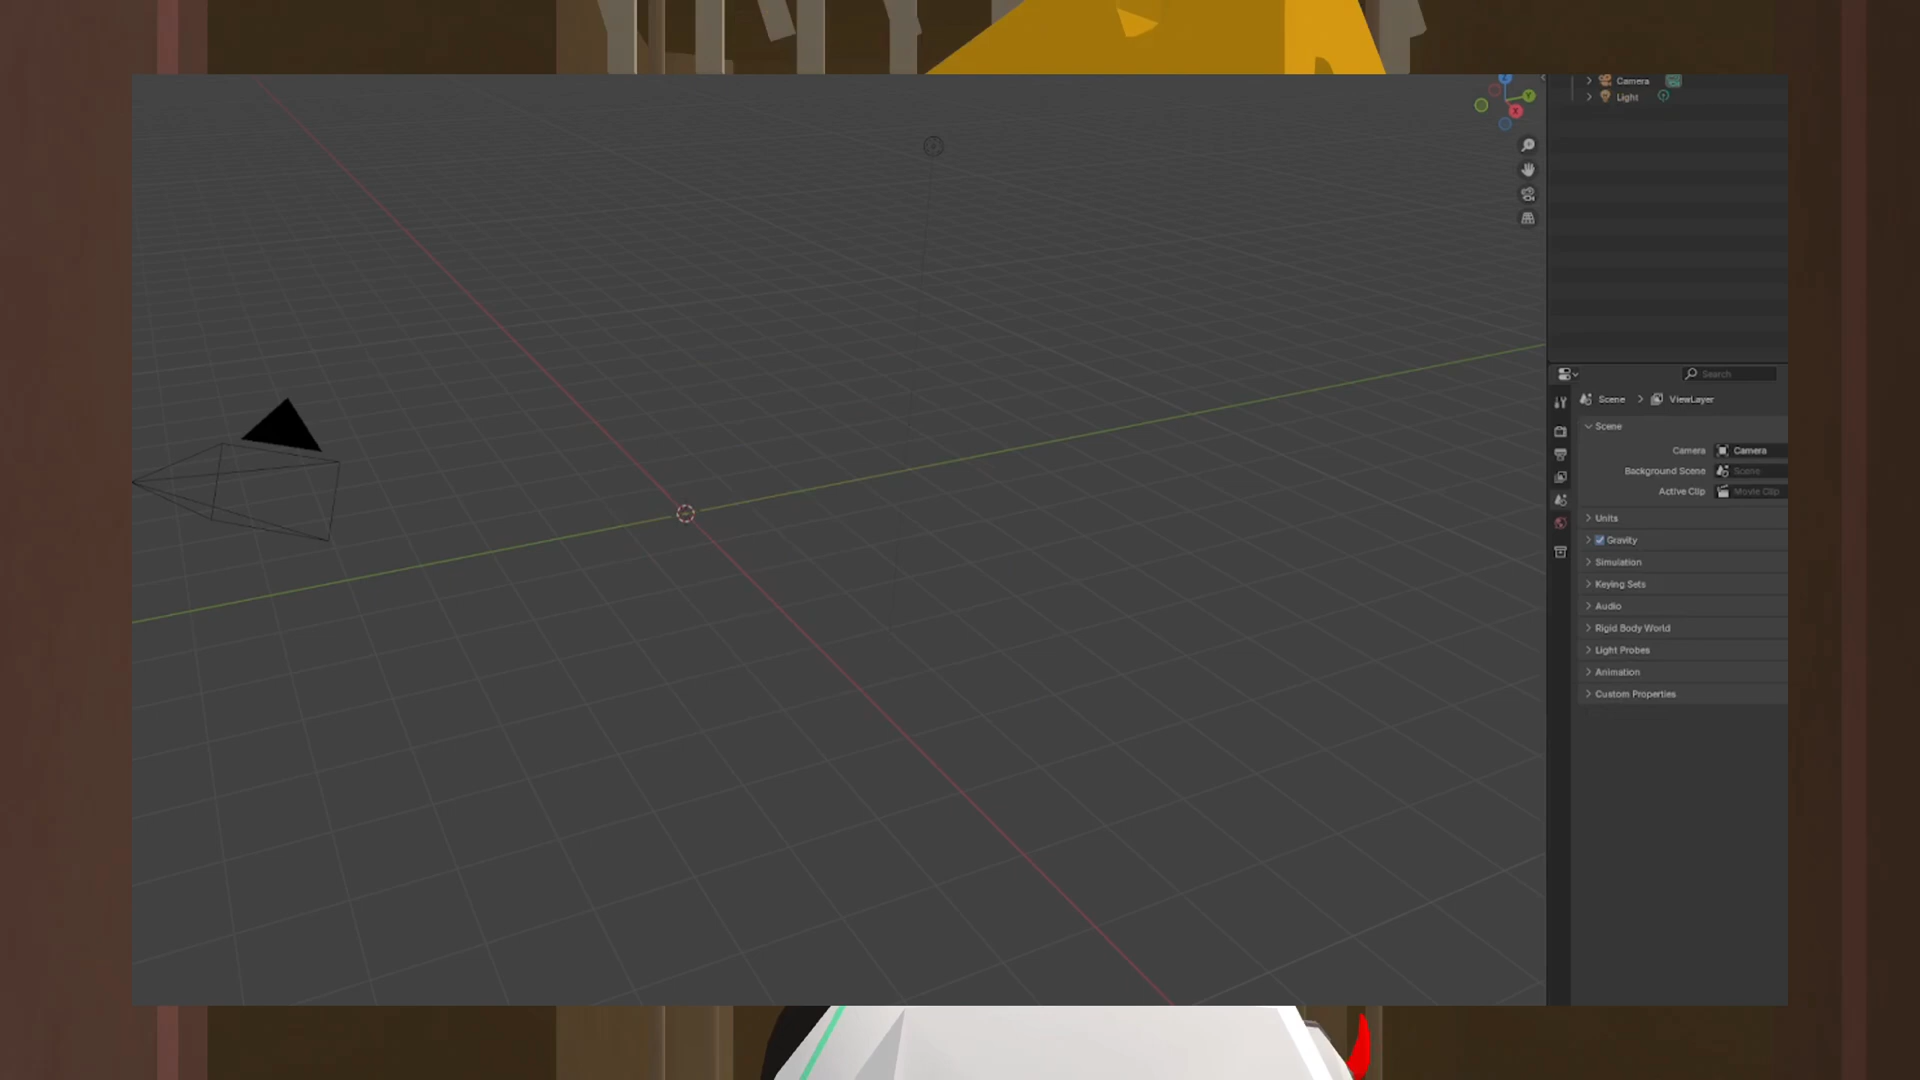 Camera
Light
Z
Y
X
Search
Scene > ViewLayer
Scene
Camera Camera
Background Scene Scene
Active Clip Movie Clip
Units
Gravity
Simulation
Keying Sets
Audio
Rigid Body World
Light Probes
Animation
Custom Properties